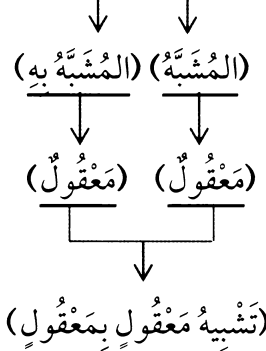 (المُشَبَّهُ) (المُشَبَّهُ بِهِ)
(مَعْقُولٌ) (مَعْقُولٌ)
(تَشْبِيهُ مَعْقُولٍ بِمَعْقُولٍ)